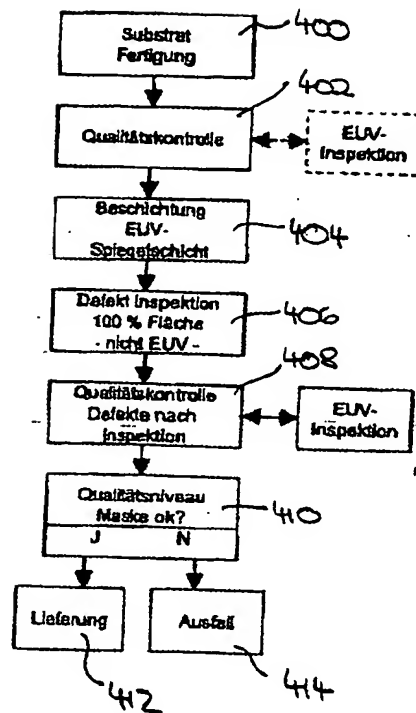 400
Substrat
Fertigung
402
Qualitätskontrolle
EUV-
Inspektion
Beschichtung
EUV-
Spiegelschicht
404
Defekt Inspektion
100 % Fläche
- nicht EUV -
406
408
Qualitätskontrolle
Defekte nach
Inspektion
EUV-
Inspektion
Qualitätsniveau
Maske ok?
J N
410
Lieferung
Ausfall
412
414